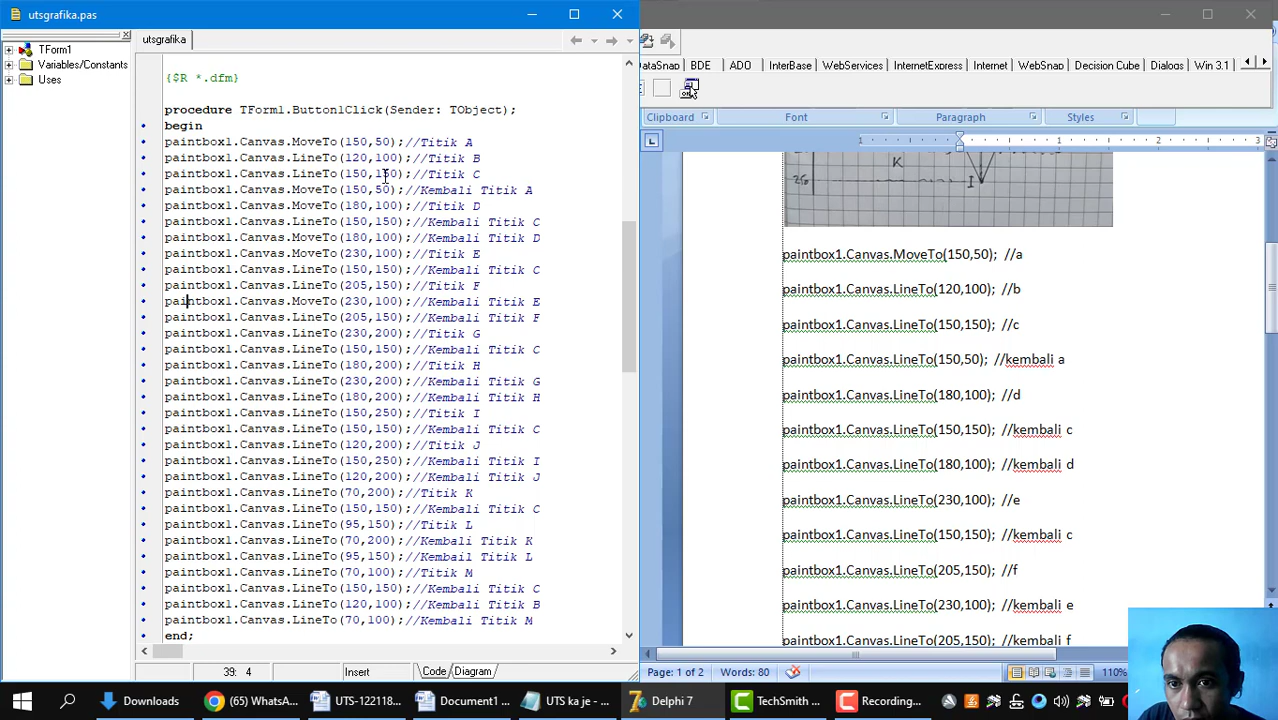 utsgrafika.pas
TForm1
Variables/Constants
Uses
utsgrafika
{$R *.dfm}
procedure TForm1.Button1Click(Sender: TObject);
begin
paintbox1.Canvas.MoveTo(150,50);//Titik A
paintbox1.Canvas.LineTo(120,100);//Titik B
paintbox1.Canvas.LineTo(150,150);//Titik C
paintbox1.Canvas.MoveTo(150,50);//Kembali Titik A
paintbox1.Canvas.MoveTo(180,100);//Titik D
paintbox1.Canvas.LineTo(150,150);//Kembali Titik C
paintbox1.Canvas.LineTo(180,100);//Kembali Titik D
paintbox1.Canvas.MoveTo(230,100);//Titik E
paintbox1.Canvas.LineTo(150,150);//Kembali Titik C
paintbox1.Canvas.LineTo(205,150);//Titik F
paintbox1.Canvas.MoveTo(230,100);//Kembali Titik E
paintbox1.Canvas.LineTo(205,150);//Kembali Titik F
paintbox1.Canvas.LineTo(230,200);//Titik G
paintbox1.Canvas.LineTo(150,150);//Kembali Titik C
paintbox1.Canvas.LineTo(180,200);//Titik H
paintbox1.Canvas.LineTo(230,200);//Kembali Titik G
paintbox1.Canvas.LineTo(180,200);//Kembali Titik H
paintbox1.Canvas.LineTo(150,250);//Titik I
paintbox1.Canvas.LineTo(150,150);//Kembali Titik C
paintbox1.Canvas.LineTo(120,200);//Titik J
paintbox1.Canvas.LineTo(150,250);//Kembali Titik I
paintbox1.Canvas.LineTo(120,200);//Kembali Titik J
paintbox1.Canvas.LineTo(70,200);//Titik K
paintbox1.Canvas.LineTo(150,150);//Kembali Titik C
paintbox1.Canvas.LineTo(95,150);//Titik L
paintbox1.Canvas.LineTo(70,200);//Kembali Titik K
paintbox1.Canvas.LineTo(95,150);//Kembail Titik L
paintbox1.Canvas.LineTo(70,100);//Titik M
paintbox1.Canvas.LineTo(150,150);//Kembali Titik C
paintbox1.Canvas.LineTo(120,100);//Kembali Titik B
paintbox1.Canvas.LineTo(70,100);//Kembali Titik M
end;
39: 4
Insert
Code
Diagram
DataSnap BDE ADO InterBase WebServices InternetExpress Internet WebSnap Decision Cube Dialogs Win 3.1
Clipboard Font Paragraph Styles
1 1 2 3
K
I
paintbox1.Canvas.MoveTo(150,50); //a
paintbox1.Canvas.LineTo(120,100); //b
paintbox1.Canvas.LineTo(150,150); //c
paintbox1.Canvas.LineTo(150,50); //kembali a
paintbox1.Canvas.LineTo(180,100); //d
paintbox1.Canvas.LineTo(150,150); //kembali c
paintbox1.Canvas.LineTo(180,100); //kembali d
paintbox1.Canvas.LineTo(230,100); //e
paintbox1.Canvas.LineTo(150,150); //kembali c
paintbox1.Canvas.LineTo(205,150); //f
paintbox1.Canvas.LineTo(230,100); //kembali e
paintbox1.Canvas.LineTo(205,150); //kembali f
Page: 1 of 2 Words: 80 110%
Downloads
(30) WhatsA...
UTS-122118...
Document1 ...
UTS ka je - ...
Delphi 7
TechSmith ...
Recording...